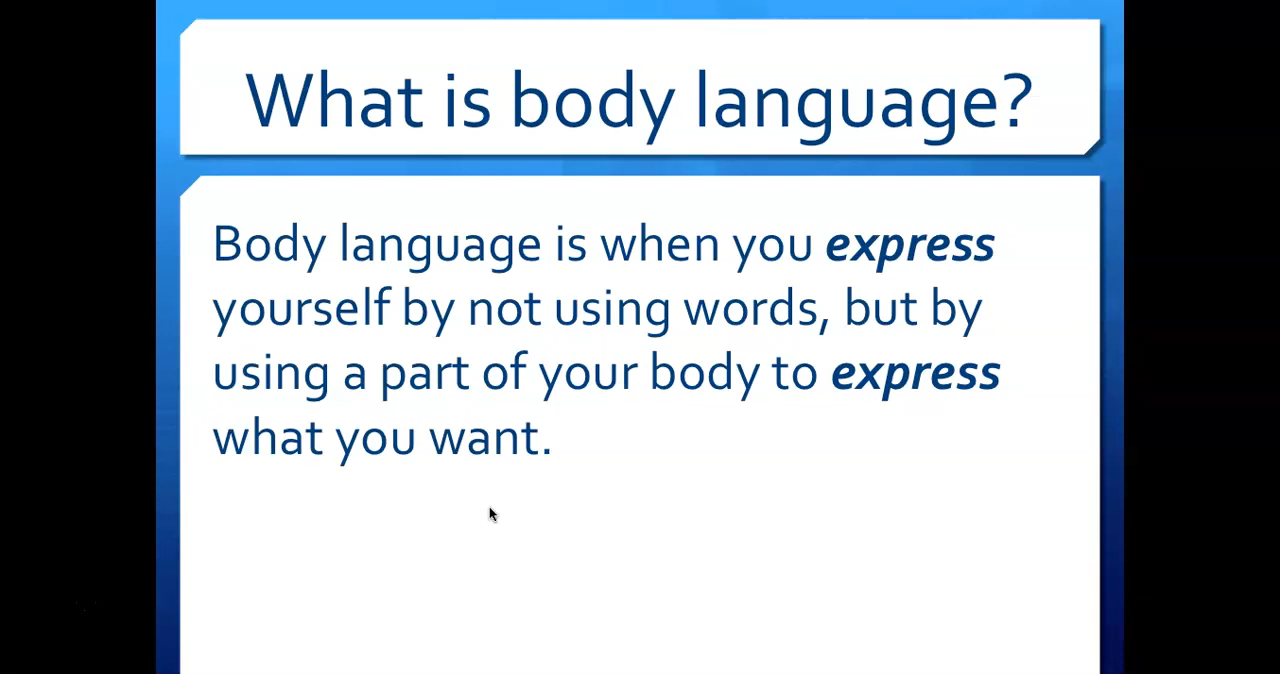 What is body language?
Body language is when you express
yourself by not using words, but by
using a part of your body to express
what you want.